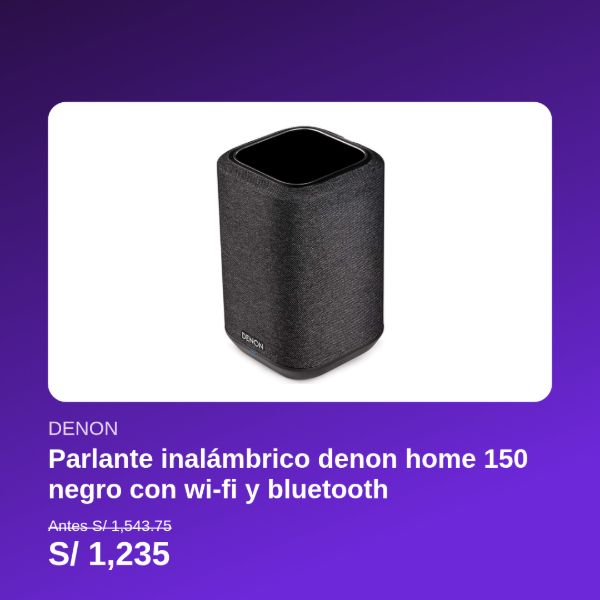 DENON
DENON
Parlante inalámbrico denon home 150
negro con wi-fi y bluetooth
Antes S/ 1,543.75
S/ 1,235